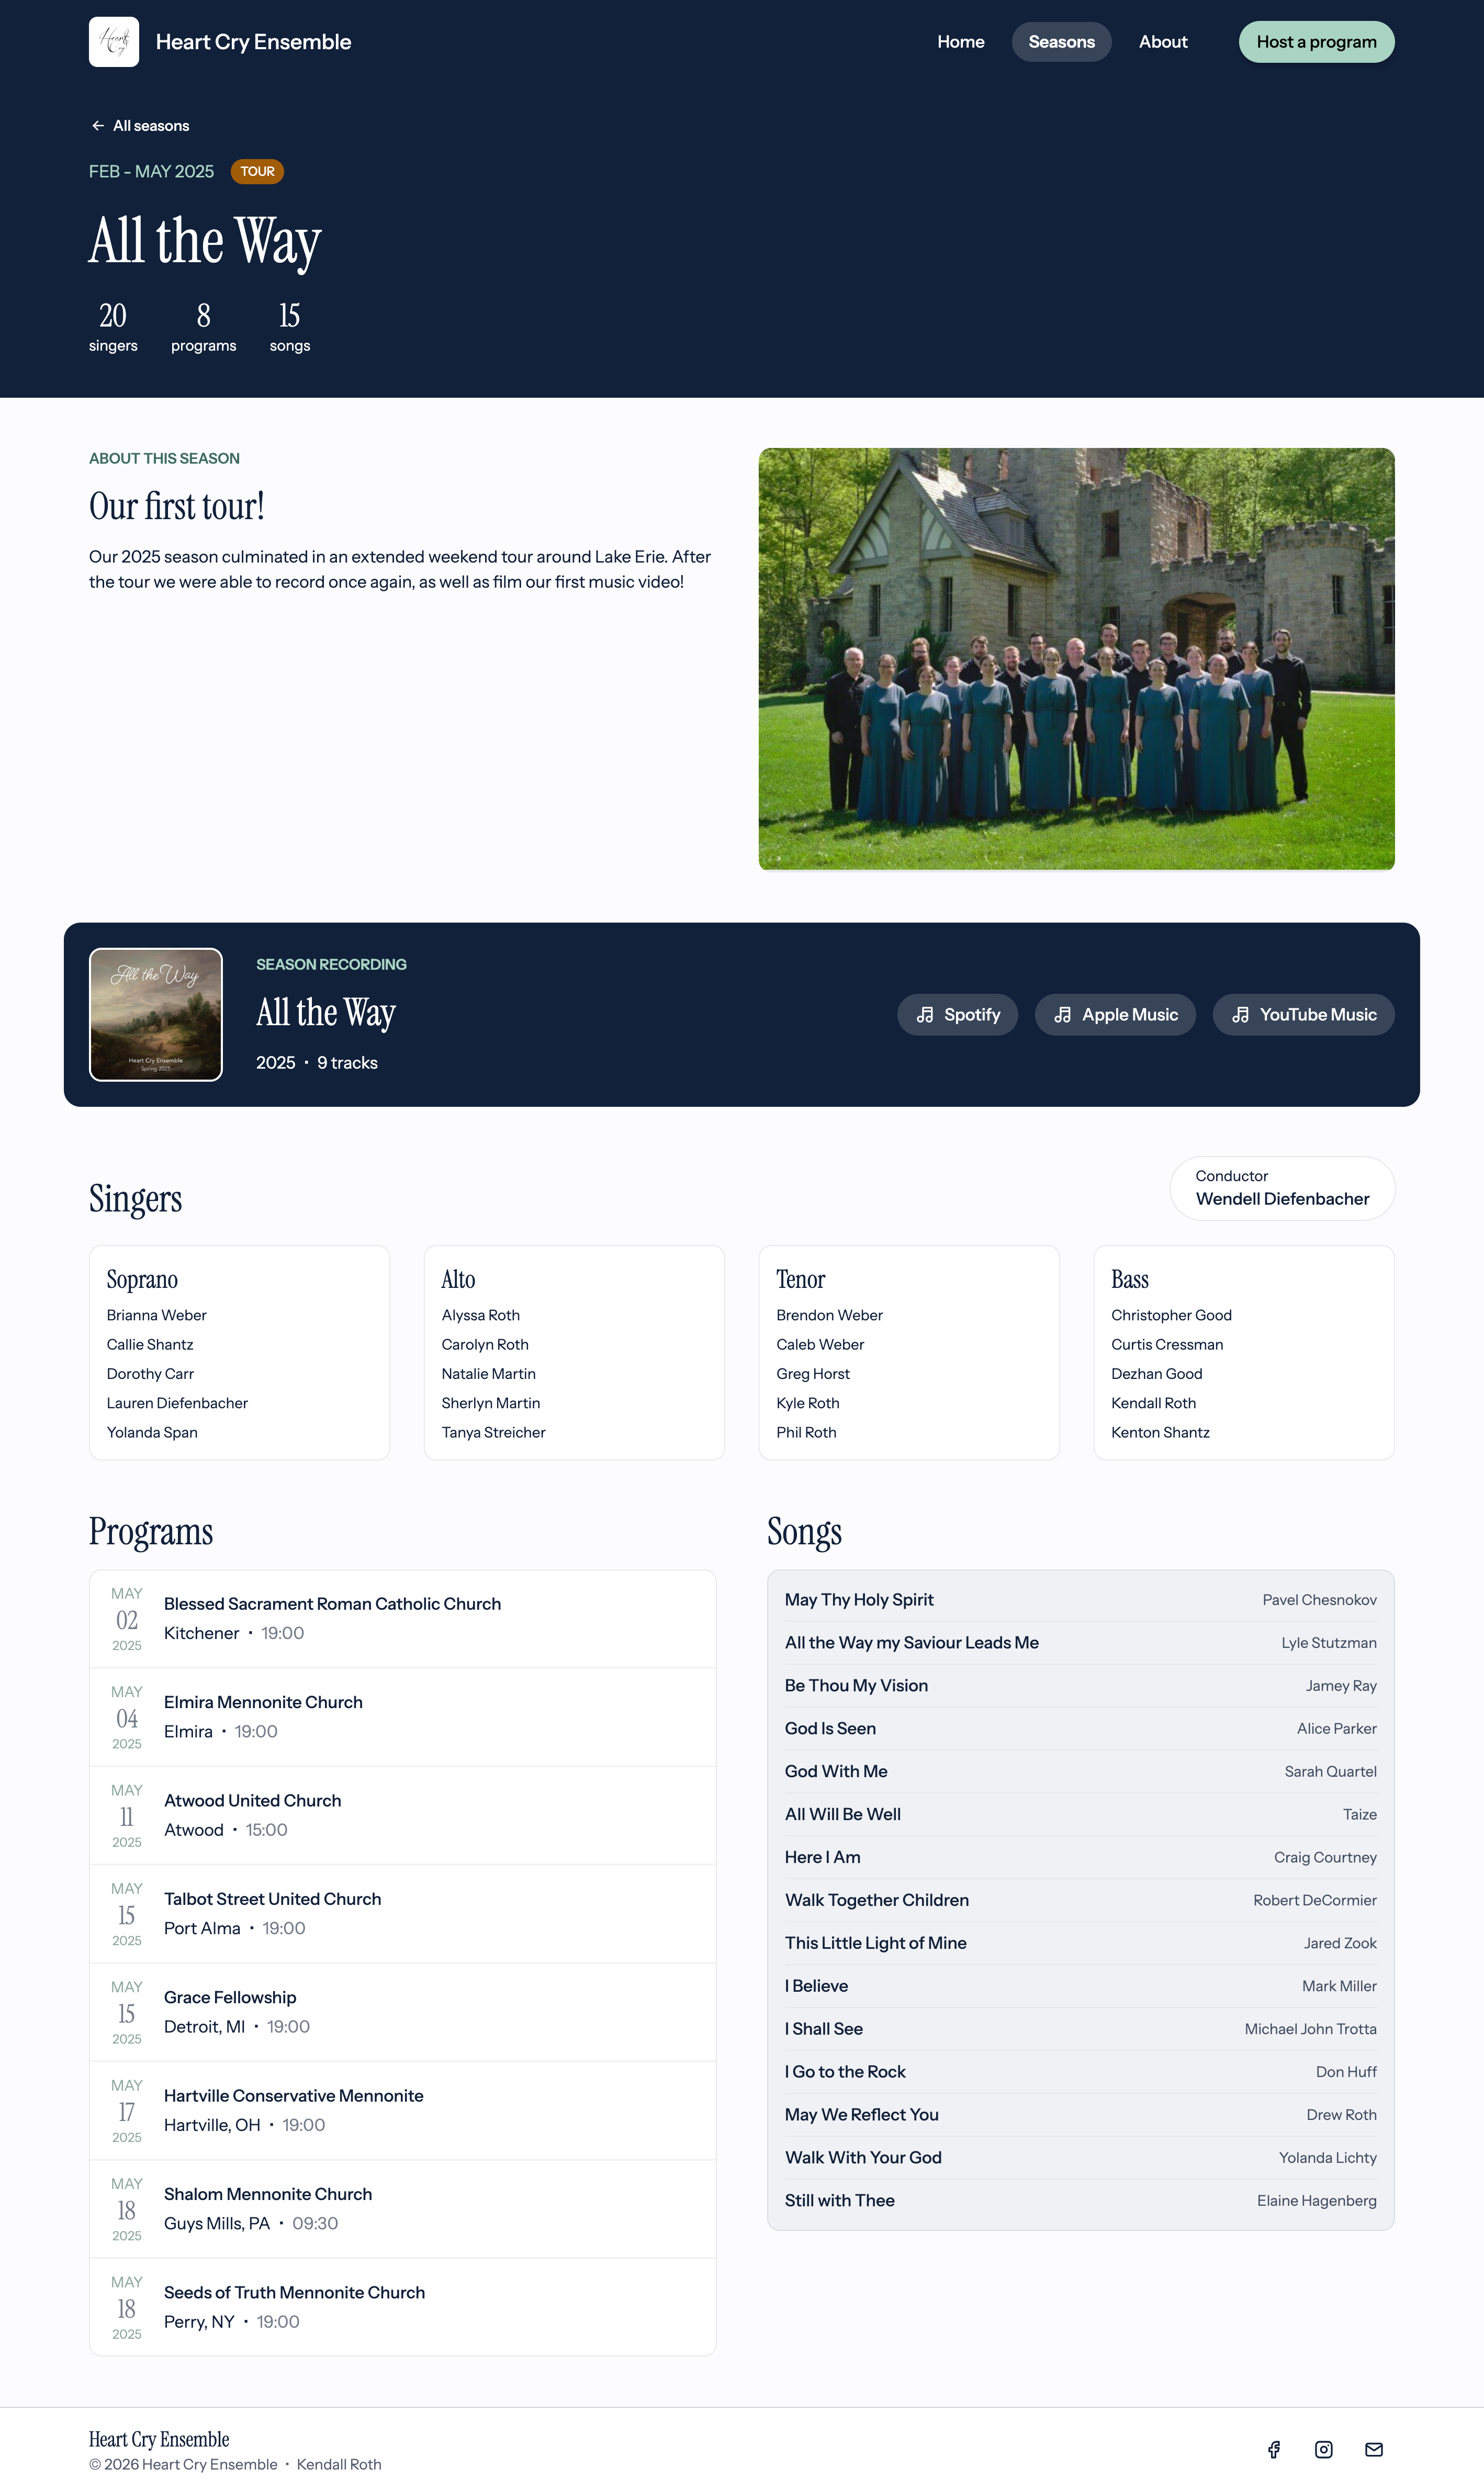 Heart Cry
Heart Cry Ensemble
Home
Seasons
About
Host a program
All seasons
FEB - MAY 2025
TOUR
All the Way
20
singers
8
programs
15
songs
ABOUT THIS SEASON
Our first tour!
Our 2025 season culminated in an extended weekend tour around Lake Erie. After
the tour we were able to record once again, as well as film our first music video!
All the Way
Heart Cry Ensemble
Spring 2025
SEASON RECORDING
All the Way
2025 • 9 tracks
Spotify
Apple Music
YouTube Music
Singers
Conductor
Wendell Diefenbacher
Soprano
Brianna Weber
Callie Shantz
Dorothy Carr
Lauren Diefenbacher
Yolanda Span
Alto
Alyssa Roth
Carolyn Roth
Natalie Martin
Sherlyn Martin
Tanya Streicher
Tenor
Brendon Weber
Caleb Weber
Greg Horst
Kyle Roth
Phil Roth
Bass
Christopher Good
Curtis Cressman
Dezhan Good
Kendall Roth
Kenton Shantz
Programs
MAY
02
2025
Blessed Sacrament Roman Catholic Church
Kitchener • 19:00
MAY
04
2025
Elmira Mennonite Church
Elmira • 19:00
MAY
11
2025
Atwood United Church
Atwood • 15:00
MAY
15
2025
Talbot Street United Church
Port Alma • 19:00
MAY
15
2025
Grace Fellowship
Detroit, MI • 19:00
MAY
17
2025
Hartville Conservative Mennonite
Hartville, OH • 19:00
MAY
18
2025
Shalom Mennonite Church
Guys Mills, PA • 09:30
MAY
18
2025
Seeds of Truth Mennonite Church
Perry, NY • 19:00
Songs
May Thy Holy Spirit Pavel Chesnokov
All the Way my Saviour Leads Me Lyle Stutzman
Be Thou My Vision Jamey Ray
God Is Seen Alice Parker
God With Me Sarah Quartel
All Will Be Well Taize
Here I Am Craig Courtney
Walk Together Children Robert DeCormier
This Little Light of Mine Jared Zook
I Believe Mark Miller
I Shall See Michael John Trotta
I Go to the Rock Don Huff
May We Reflect You Drew Roth
Walk With Your God Yolanda Lichty
Still with Thee Elaine Hagenberg
Heart Cry Ensemble
© 2026 Heart Cry Ensemble • Kendall Roth